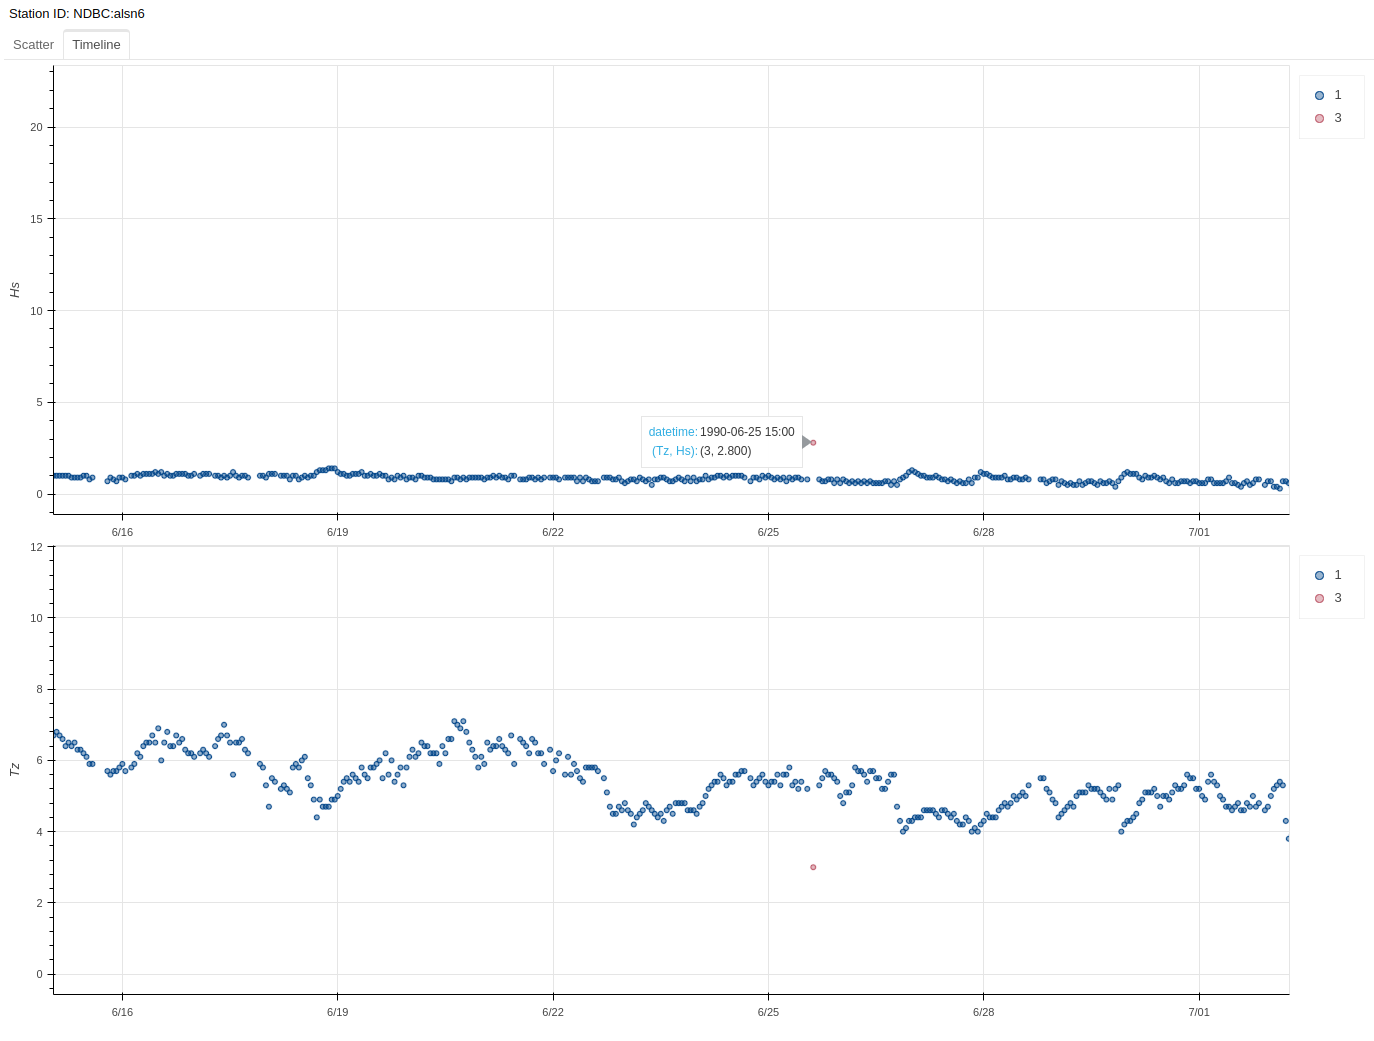 Station ID: NDBC:alsn6
Scatter Timeline
20
15
10
5
0
Hs
datetime: 1990-06-25 15:00
(Tz, Hs): (3, 2.800)
1
3
6/16 6/19 6/22 6/25 6/28 7/01
12
10
8
6
4
2
0
Tz
1
3
6/16 6/19 6/22 6/25 6/28 7/01